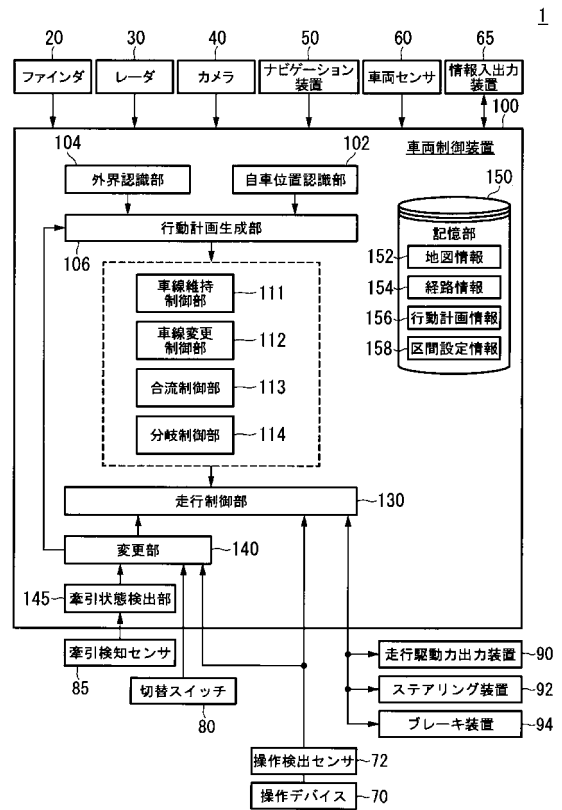 1
20
30
40
50
60
65
ファインダ
レーダ
カメラ
ナビゲーション
装置
車両センサ
情報入出力
装置
100
車両制御装置
104
102
外界認識部
自車位置認識部
150
行動計画生成部
106
記憶部
152
地図情報
154
経路情報
156
行動計画情報
158
区間設定情報
車線維持
制御部
111
車線変更
制御部
112
合流制御部
113
分岐制御部
114
走行制御部
130
変更部
140
145
牽引状態検出部
牽引検知センサ
85
切替スイッチ
80
走行駆動力出力装置
90
ステアリング装置
92
ブレーキ装置
94
操作検出センサ
72
操作デバイス
70